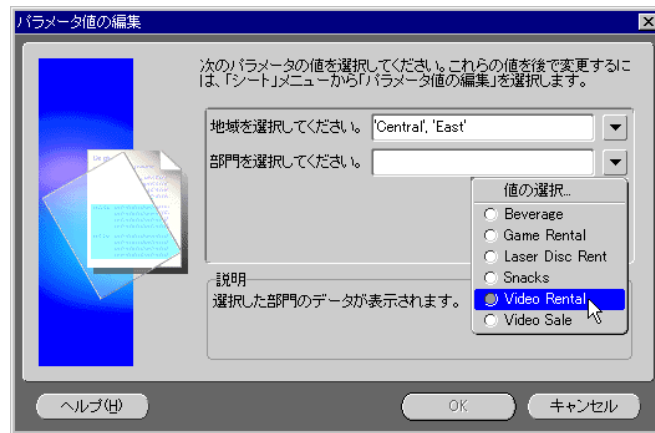 パラメータ値の編集
次のパラメータの値を選択してください。これらの値を後で変更するに
は、「シート」メニューから「パラメータ値の編集」を選択します。
地域を選択してください。 'Central', 'East'
部門を選択してください。
値の選択...
Beverage
Game Rental
Laser Disc Rent
Snacks
Video Rental
Video Sale
説明
選択した部門のデータが表示されます。
ヘルプ(H) OK キャンセル